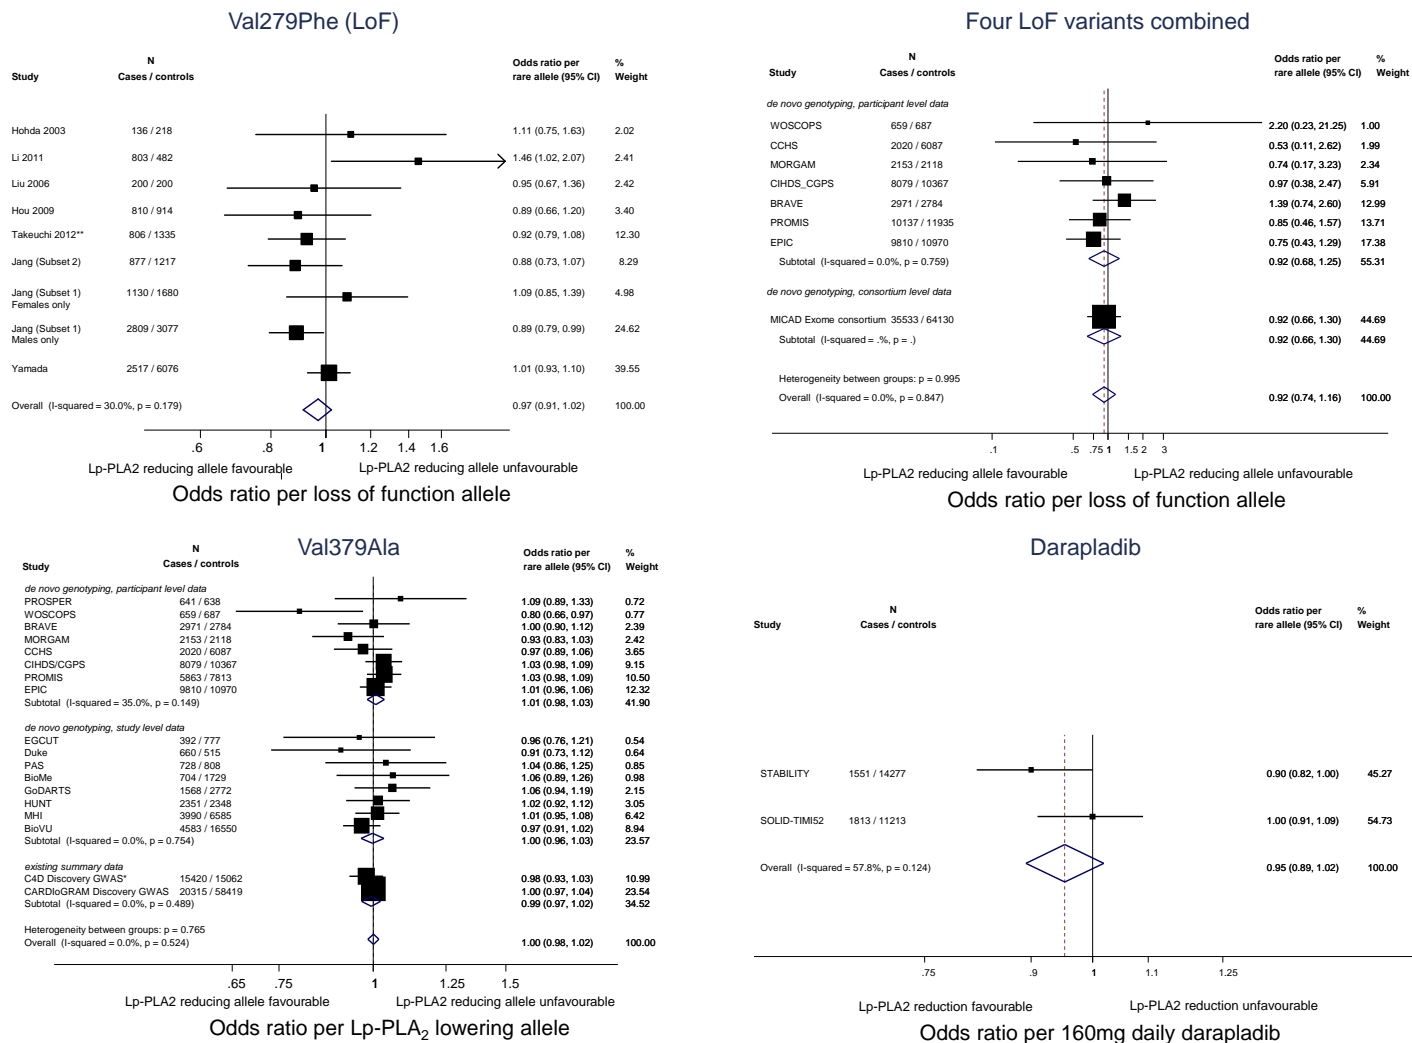 Val279Phe (LoF)
N
Odds ratio per %
Study Cases / controls rare allele (95% CI) Weight
Hohda 2003 136 / 218 1.11 (0.75, 1.63) 2.02
Li 2011 803 / 482 1.46 (1.02, 2.07) 2.41
Liu 2006 200 / 200 0.95 (0.67, 1.36) 2.42
Hou 2009 810 / 914 0.89 (0.66, 1.20) 3.40
Takeuchi 2012** 806 / 1335 0.92 (0.79, 1.08) 12.30
Jang (Subset 2) 877 / 1217 0.88 (0.73, 1.07) 8.29
Jang (Subset 1) 1130 / 1680 1.09 (0.85, 1.39) 4.98
Females only
Jang (Subset 1) 2809 / 3077 0.89 (0.79, 0.99) 24.62
Males only
Yamada 2517 / 6076 1.01 (0.93, 1.10) 39.55
Overall (I-squared = 30.0%, p = 0.179) 0.97 (0.91, 1.02) 100.00
.6 .8 1 1.2 1.4 1.6
Lp-PLA2 reducing allele favourable Lp-PLA2 reducing allele unfavourable
Odds ratio per loss of function allele
Four LoF variants combined
N
Odds ratio per %
Study Cases / controls rare allele (95% CI) Weight
de novo genotyping, participant level data
WOSCOPS 659 / 687 2.20 (0.23, 21.25) 1.00
CCHS 2020 / 6087 0.53 (0.11, 2.62) 1.99
MORGAM 2153 / 2118 0.74 (0.17, 3.23) 2.34
CIHDS_CGPS 8079 / 10367 0.97 (0.38, 2.47) 5.91
BRAVE 2971 / 2784 1.39 (0.74, 2.60) 12.99
PROMIS 10137 / 11935 0.85 (0.46, 1.57) 13.71
EPIC 9810 / 10970 0.75 (0.43, 1.29) 17.38
Subtotal (I-squared = 0.0%, p = 0.759) 0.92 (0.68, 1.25) 55.31
de novo genotyping, consortium level data
MICAD Exome consortium 35533 / 64130 0.92 (0.66, 1.30) 44.69
Subtotal (I-squared = .%, p = .) 0.92 (0.66, 1.30) 44.69
Heterogeneity between groups: p = 0.995
Overall (I-squared = 0.0%, p = 0.847) 0.92 (0.74, 1.16) 100.00
.1 .5 .75 1 1.5 2 3
Lp-PLA2 reducing allele favourable Lp-PLA2 reducing allele unfavourable
Odds ratio per loss of function allele
Val379Ala
N
Odds ratio per %
Study Cases / controls rare allele (95% CI) Weight
de novo genotyping, participant level data
PROSPER 641 / 638 1.09 (0.89, 1.33) 0.72
WOSCOPS 659 / 687 0.80 (0.66, 0.97) 0.77
BRAVE 2971 / 2784 1.00 (0.90, 1.12) 2.39
MORGAM 2153 / 2118 0.93 (0.83, 1.03) 2.42
CCHS 2020 / 6087 0.97 (0.89, 1.06) 3.65
CIHDS/CGPS 8079 / 10367 1.03 (0.98, 1.09) 9.15
PROMIS 5863 / 7813 1.03 (0.98, 1.09) 10.50
EPIC 9810 / 10970 1.01 (0.96, 1.06) 12.32
Subtotal (I-squared = 35.0%, p = 0.149) 1.01 (0.98, 1.03) 41.90
de novo genotyping, study level data
EGCUT 392 / 777 0.96 (0.76, 1.21) 0.54
Duke 660 / 515 0.91 (0.73, 1.12) 0.64
PAS 728 / 808 1.04 (0.86, 1.25) 0.85
BioMe 704 / 1729 1.06 (0.89, 1.26) 0.98
GoDARTS 1568 / 2772 1.06 (0.94, 1.19) 2.15
HUNT 2351 / 2348 1.02 (0.92, 1.12) 3.05
MHI 3990 / 6585 1.01 (0.95, 1.08) 6.42
BioVU 4583 / 16550 0.97 (0.91, 1.02) 8.94
Subtotal (I-squared = 0.0%, p = 0.754) 1.00 (0.96, 1.03) 23.57
existing summary data
C4D Discovery GWAS* 15420 / 15062 0.98 (0.93, 1.03) 10.99
CARDIoGRAM Discovery GWAS 20315 / 58419 1.00 (0.97, 1.04) 23.54
Subtotal (I-squared = 0.0%, p = 0.489) 0.99 (0.97, 1.02) 34.52
Heterogeneity between groups: p = 0.765
Overall (I-squared = 0.0%, p = 0.524) 1.00 (0.98, 1.02) 100.00
.65 .75 1 1.25 1.5
Lp-PLA2 reducing allele favourable Lp-PLA2 reducing allele unfavourable
Odds ratio per Lp-PLA₂ lowering allele
Darapladib
N
Odds ratio per %
Study Cases / controls rare allele (95% CI) Weight
STABILITY 1551 / 14277 0.90 (0.82, 1.00) 45.27
SOLID-TIMI52 1813 / 11213 1.00 (0.91, 1.09) 54.73
Overall (I-squared = 57.8%, p = 0.124) 0.95 (0.89, 1.02) 100.00
.75 .9 1 1.1 1.25
Lp-PLA2 reduction favourable Lp-PLA2 reduction unfavourable
Odds ratio per 160mg daily darapladib